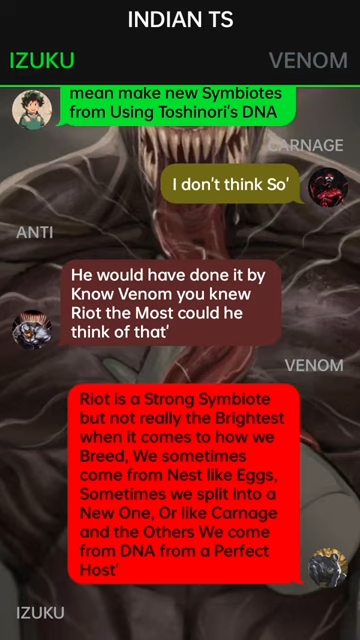 INDIAN TS
IZUKU
VENOM
mean make new Symbiotes
from Using Toshinori's DNA
CARNAGE
I don't think So'
ANTI
He would have done it by
Know Venom you knew
Riot the Most could he
think of that'
VENOM
Riot is a Strong Symbiote
but not really the Brightest
when it comes to how we
Breed, We sometimes
come from Nest like Eggs,
Sometimes we split into a
New One, Or like Carnage
and the Others We come
from DNA from a Perfect
Host'
IZUKU